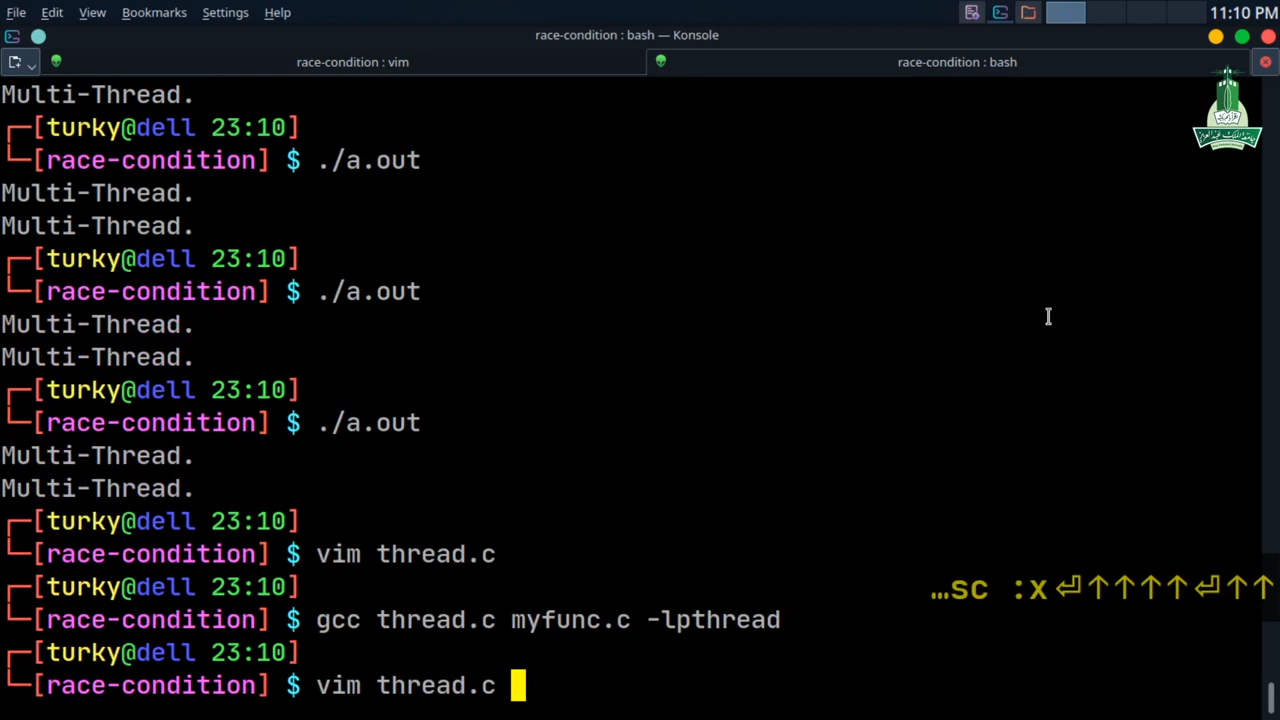 File Edit View Bookmarks Settings Help 11:10 PM
race-condition : bash — Konsole
race-condition : vim race-condition : bash
Multi-Thread.
┌─[turky@dell 23:10]
└─[race-condition] $ ./a.out
Multi-Thread.
Multi-Thread.
┌─[turky@dell 23:10]
└─[race-condition] $ ./a.out
Multi-Thread.
Multi-Thread.
┌─[turky@dell 23:10]
└─[race-condition] $ ./a.out
Multi-Thread.
Multi-Thread.
┌─[turky@dell 23:10]
└─[race-condition] $ vim thread.c
┌─[turky@dell 23:10]
…sc :x⏎↑↑↑↑⏎↑↑
└─[race-condition] $ gcc thread.c myfunc.c -lpthread
┌─[turky@dell 23:10]
└─[race-condition] $ vim thread.c